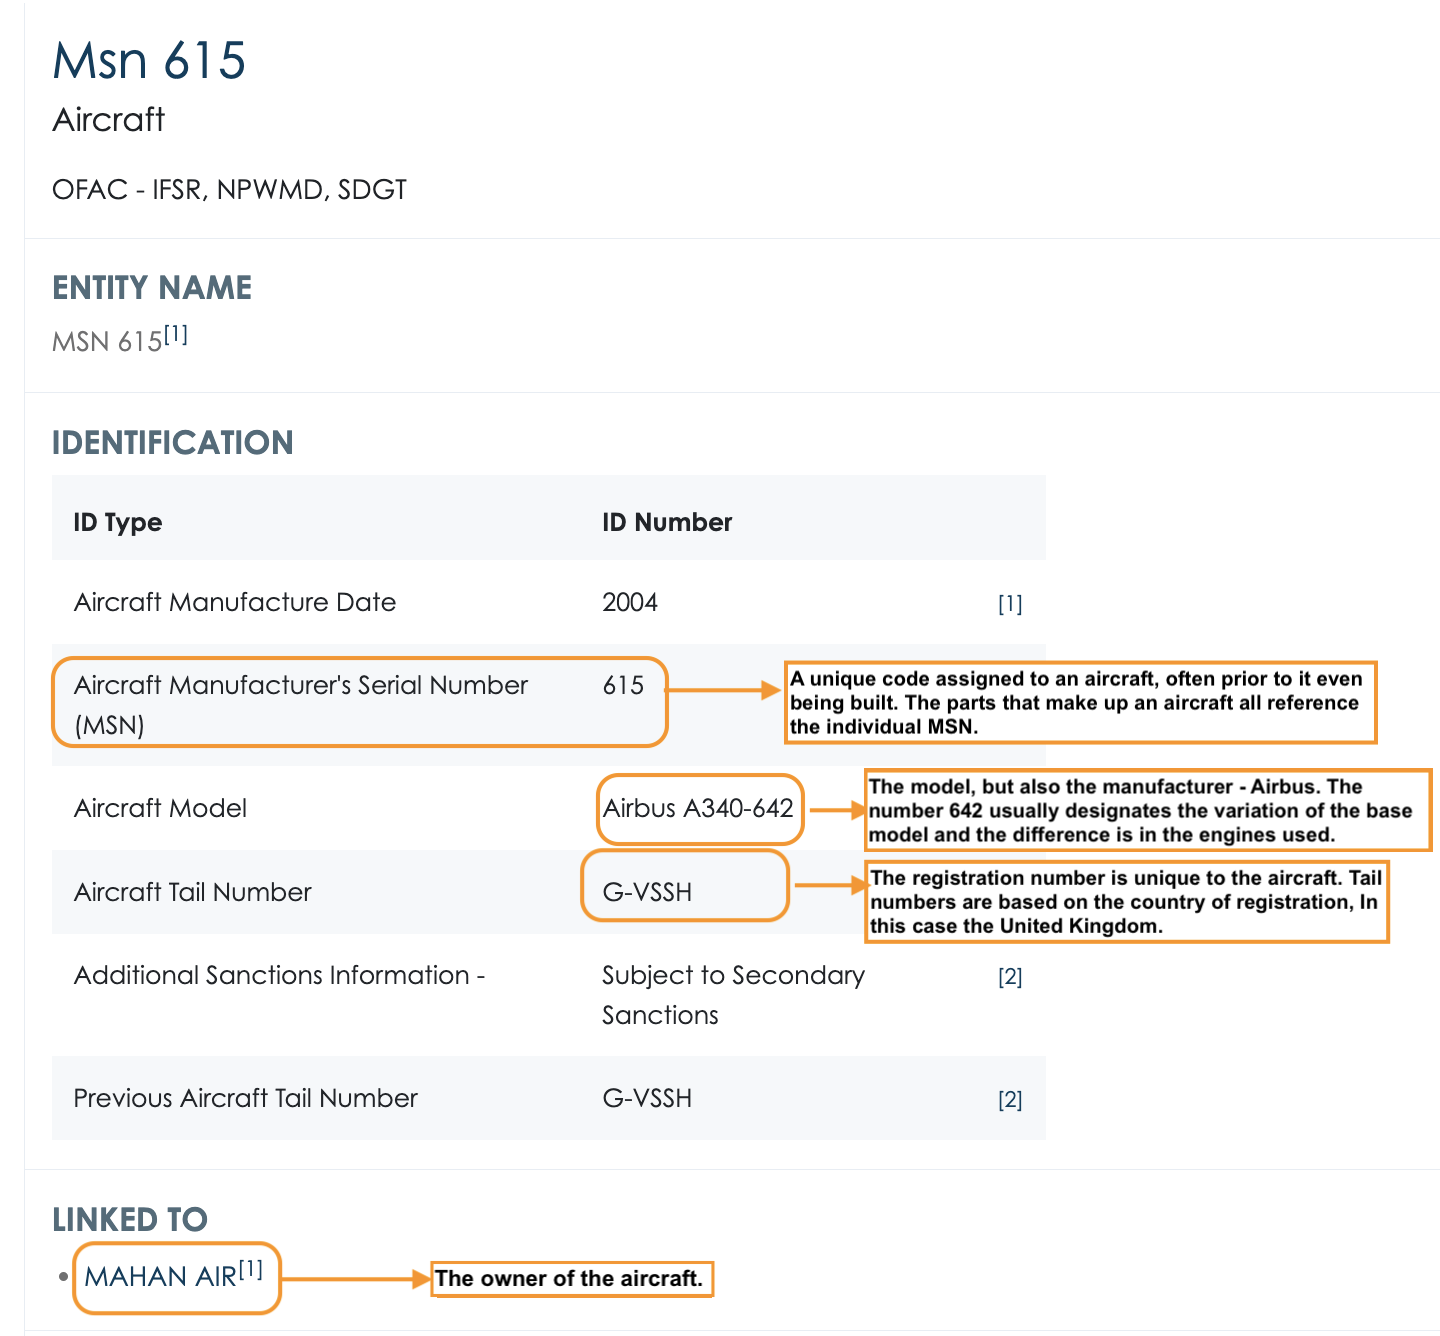 Msn 615
Aircraft
OFAC - IFSR, NPWMD, SDGT
ENTITY NAME
MSN 615[1]
IDENTIFICATION
ID Type ID Number
Aircraft Manufacture Date 2004 [1]
Aircraft Manufacturer's Serial Number 615
(MSN)
A unique code assigned to an aircraft, often prior to it even
being built. The parts that make up an aircraft all reference
the individual MSN.
Aircraft Model Airbus A340-642
The model, but also the manufacturer - Airbus. The
number 642 usually designates the variation of the base
model and the difference is in the engines used.
Aircraft Tail Number G-VSSH
The registration number is unique to the aircraft. Tail
numbers are based on the country of registration, In
this case the United Kingdom.
Additional Sanctions Information - Subject to Secondary [2]
Sanctions
Previous Aircraft Tail Number G-VSSH [2]
LINKED TO
• MAHAN AIR[1]
The owner of the aircraft.